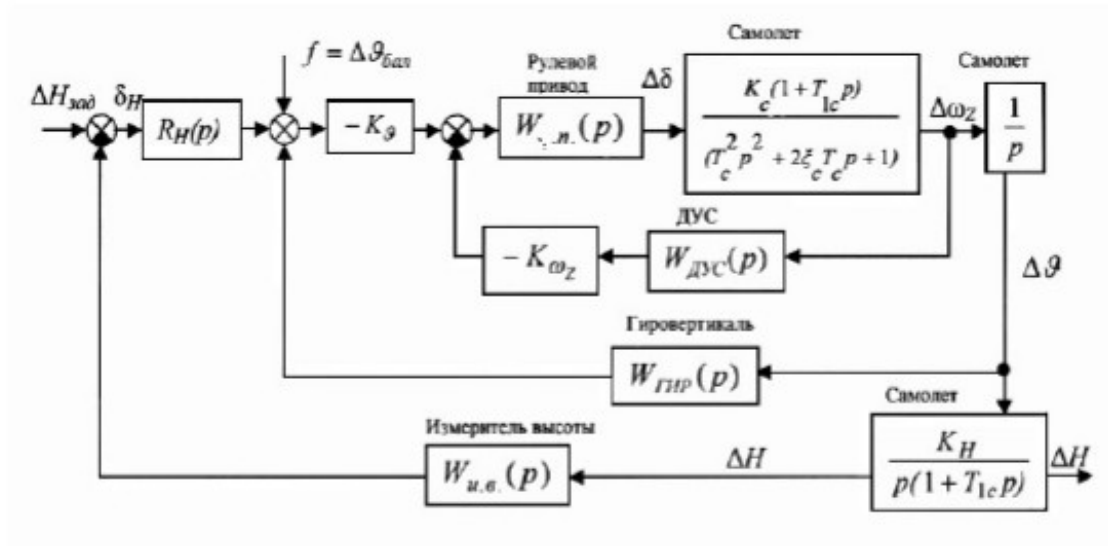 Самолет
f = Δϑбал
Рулевой
привод
Самолет
ΔHзад
δH
Δδ
Kc(1+T1cp)
ΔωZ
1
RH(p)
−Kϑ
W.п.(p)
(Tc²p² + 2ξcTcp+1)
p
ДУС
−KωZ
WДУС(p)
Δϑ
Гировертикаль
WГИР(p)
Самолет
Измеритель высоты
KH
ΔH
ΔH
Wи.в.(p)
p(1+T1cp)